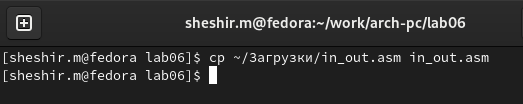 sheshir.m@fedora:~/work/arch-pc/lab06
[sheshir.m@fedora lab06]$ cp ~/Загрузки/in_out.asm in_out.asm
[sheshir.m@fedora lab06]$